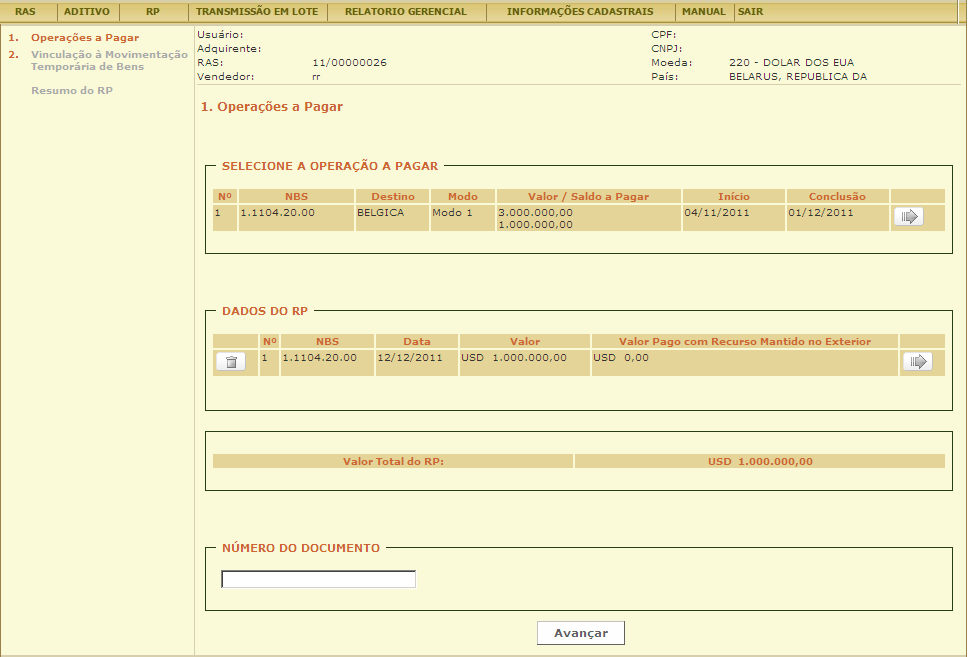 RAS ADITIVO RP TRANSMISSÃO EM LOTE RELATORIO GERENCIAL INFORMAÇÕES CADASTRAIS MANUAL SAIR
1. Operações a Pagar
2. Vinculação à Movimentação
Temporária de Bens
Resumo do RP
Usuário: CPF:
Adquirente: CNPJ:
RAS: 11/00000026 Moeda: 220 - DOLAR DOS EUA
Vendedor: rr País: BELARUS, REPUBLICA DA
1. Operações a Pagar
SELECIONE A OPERAÇÃO A PAGAR
Nº NBS Destino Modo Valor / Saldo a Pagar Início Conclusão
1 1.1104.20.00 BELGICA Modo 1 3.000.000,00 04/11/2011 01/12/2011
1.000.000,00
DADOS DO RP
Nº NBS Data Valor Valor Pago com Recurso Mantido no Exterior
1 1.1104.20.00 12/12/2011 USD 1.000.000,00 USD 0,00
Valor Total do RP: USD 1.000.000,00
NÚMERO DO DOCUMENTO
Avançar